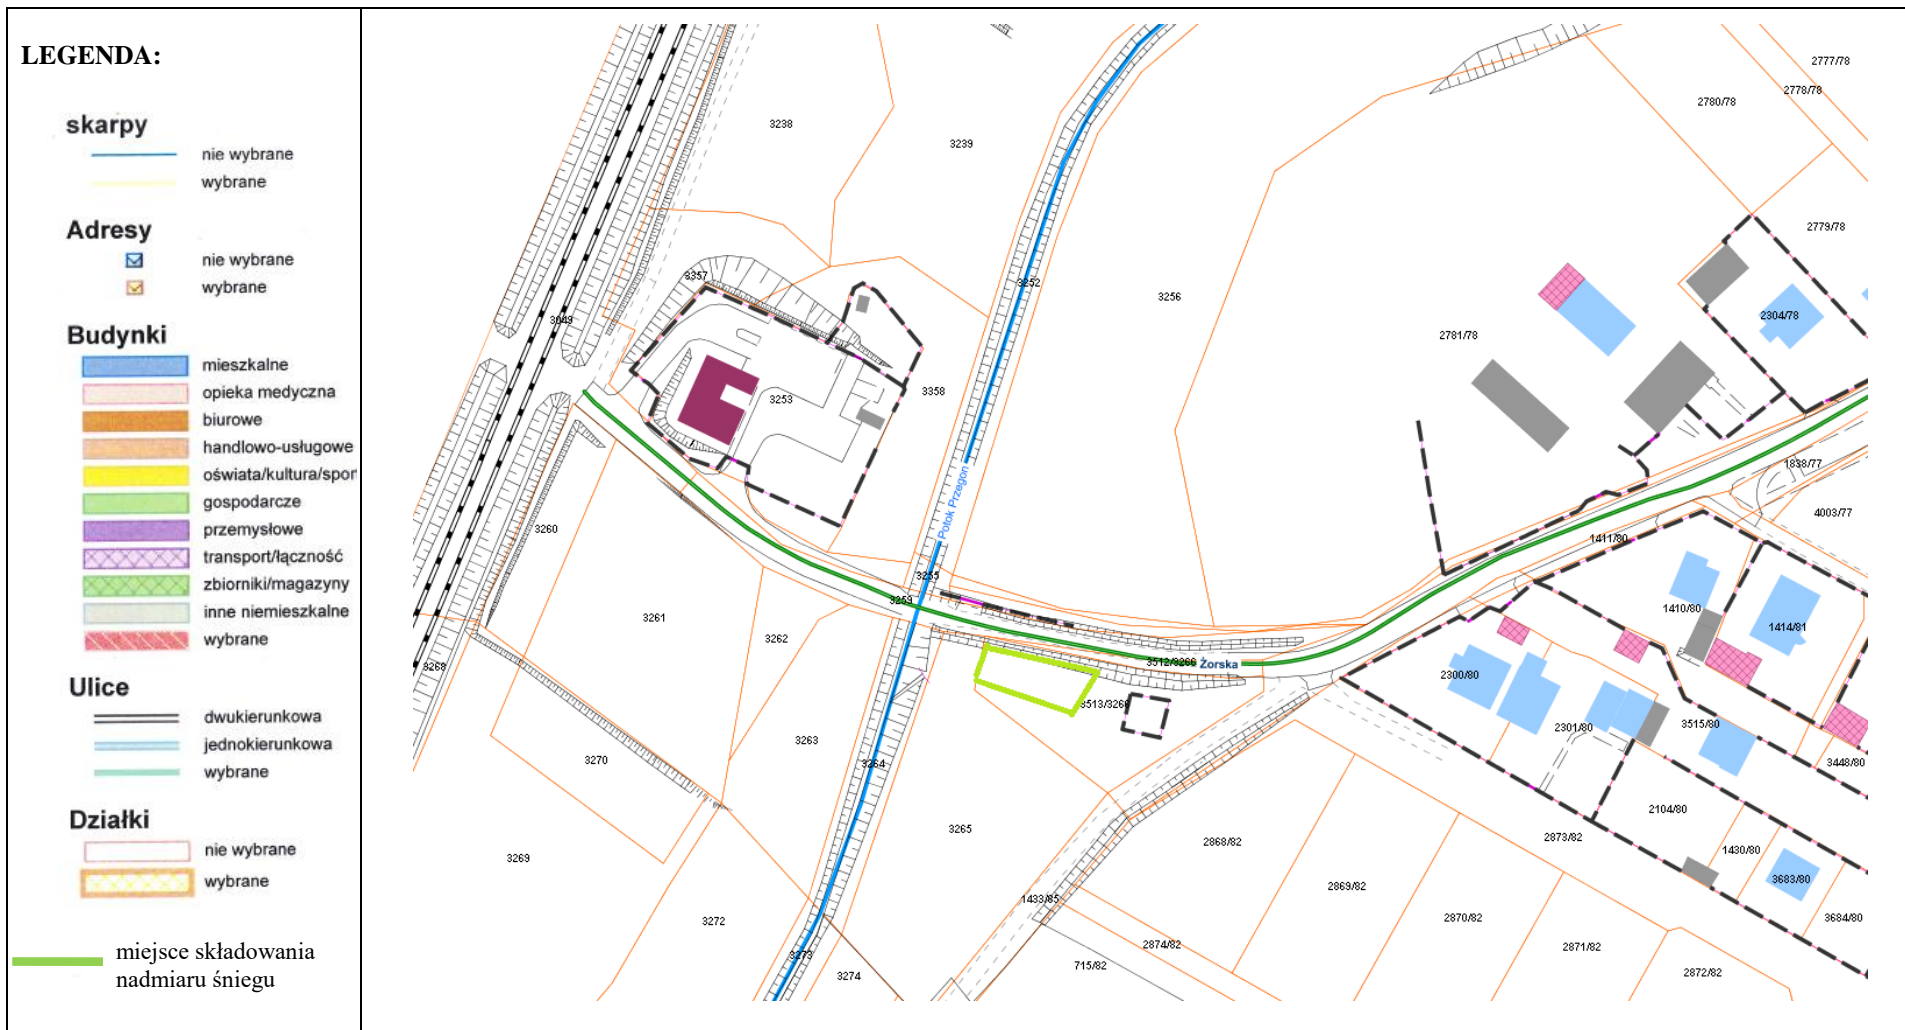 LEGENDA:
skarpy
nie wybrane
wybrane
Adresy
nie wybrane
wybrane
Budynki
mieszkalne
opieka medyczna
biurowe
handlowo-usługowe
oświata/kultura/spor
gospodarcze
przemysłowe
transport/łączność
zbiorniki/magazyny
inne niemieszkalne
wybrane
Ulice
dwukierunkowa
jednokierunkowa
wybrane
Działki
nie wybrane
wybrane
miejsce składowania
nadmiaru śniegu
2777/78
2778/78
2780/78
3238
3239
2779/78
3357
3252
3256
3049
2304/78
2781/78
3253
3358
1838/77
Potok Przegon
4003/77
3260
1411/80
3255
3259
1410/80
3261
3262
1414/81
3268
3512/3266
Żorska
2300/80
3513/3266
2301/80
3515/80
3263
3270
3264
3448/80
2104/80
3265
2868/82
2873/82
1430/80
3269
2869/82
3683/80
1433/85
3272
2870/82
3684/80
2874/82
2871/82
3273
3274
715/82
2872/82